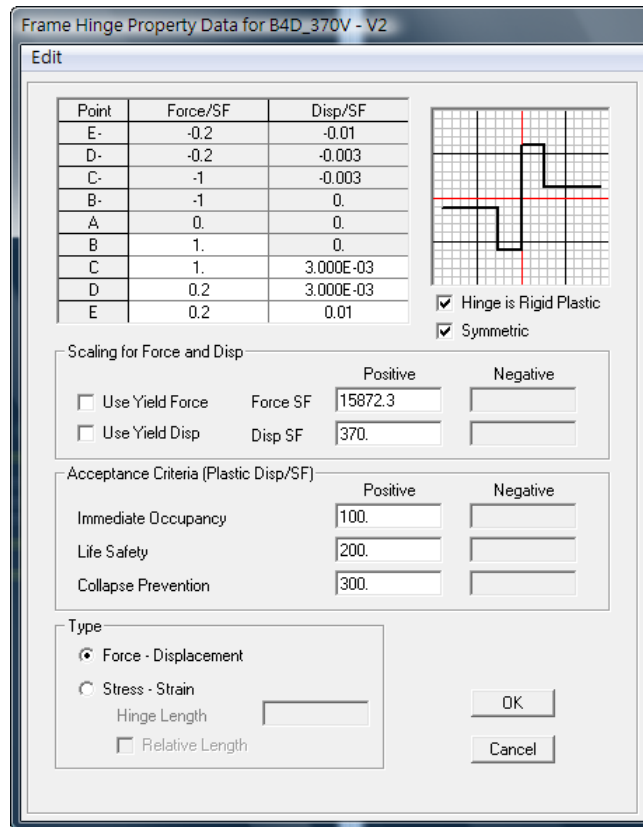 Frame Hinge Property Data for B4D_370V - V2
Edit
Point Force/SF Disp/SF
E- -0.2 -0.01
D- -0.2 -0.003
C- -1 -0.003
B- -1 0.
A 0. 0.
B 1. 0.
C 1. 3.000E-03
D 0.2 3.000E-03
E 0.2 0.01
Hinge is Rigid Plastic
Symmetric
Scaling for Force and Disp
Positive Negative
Use Yield Force Force SF 15872.3
Use Yield Disp Disp SF 370.
Acceptance Criteria (Plastic Disp/SF)
Positive Negative
Immediate Occupancy 100.
Life Safety 200.
Collapse Prevention 300.
Type
Force - Displacement
Stress - Strain
Hinge Length
Relative Length
OK
Cancel